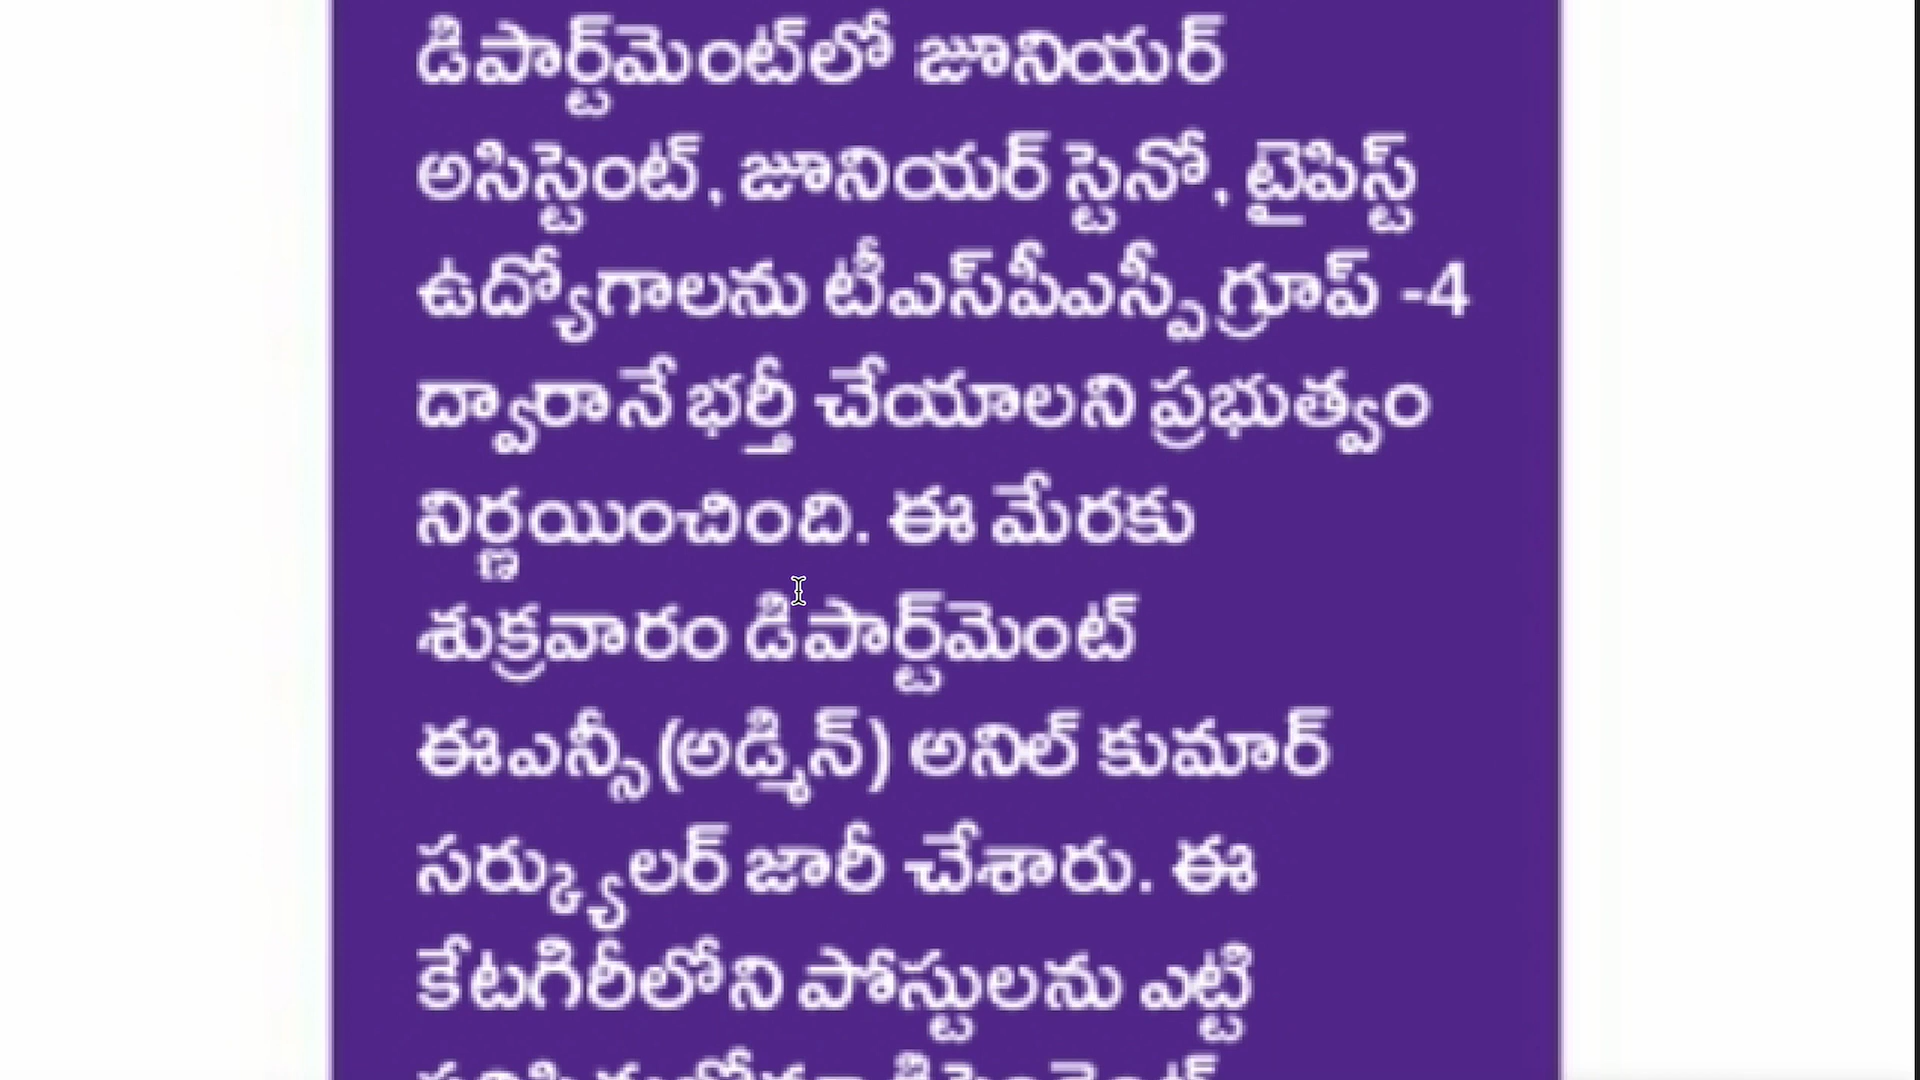 డిపార్ట్‌మెంట్‌లో జూనియర్
అసిస్టెంట్, జూనియర్ స్టెనో, టైపిస్ట్
ఉద్యోగాలను టీఎస్‌పీఎస్పీ గ్రూప్ -4
ద్వారానే భర్తీ చేయాలని ప్రభుత్వం
నిర్ణయించింది. ఈ మేరకు
శుక్రవారం డిపార్ట్‌మెంట్
ఈఎన్సీ (అడ్మిన్) అనిల్ కుమార్
సర్క్యులర్ జారీ చేశారు. ఈ
కేటగిరీలోని పోస్టులను ఎట్టి